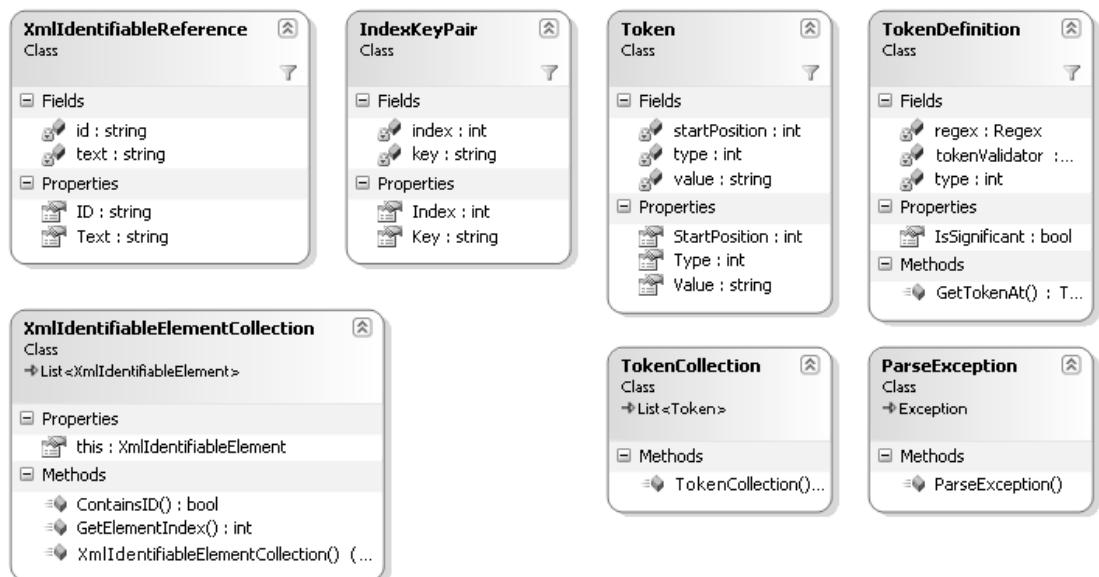 XmlIdentifiableReference
Class
Fields
id : string
text : string
Properties
ID : string
Text : string
IndexKeyPair
Class
Fields
index : int
key : string
Properties
Index : int
Key : string
Token
Class
Fields
startPosition : int
type : int
value : string
Properties
StartPosition : int
Type : int
Value : string
TokenDefinition
Class
Fields
regex : Regex
tokenValidator :...
type : int
Properties
IsSignificant : bool
Methods
GetTokenAt() : T...
XmlIdentifiableElementCollection
Class
List<XmlIdentifiableElement>
Properties
this : XmlIdentifiableElement
Methods
ContainsID() : bool
GetElementIndex() : int
XmlIdentifiableElementCollection() (...
TokenCollection
Class
List<Token>
Methods
TokenCollection()...
ParseException
Class
Exception
Methods
ParseException()